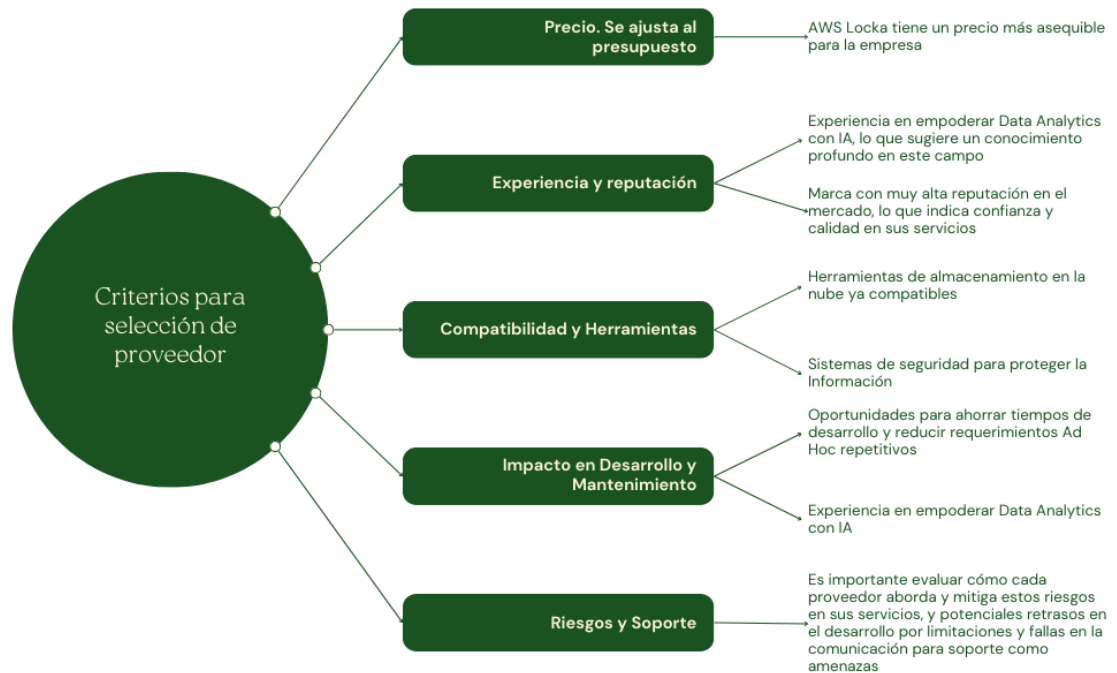 Criterios para
selección de
proveedor
Precio. Se ajusta al
presupuesto
AWS Locka tiene un precio más asequible
para la empresa
Experiencia y reputación
Experiencia en empoderar Data Analytics
con IA, lo que sugiere un conocimiento
profundo en este campo
Marca con muy alta reputación en el
mercado, lo que indica confianza y
calidad en sus servicios
Compatibilidad y Herramientas
Herramientas de almacenamiento en la
nube ya compatibles
Sistemas de seguridad para proteger la
Información
Impacto en Desarrollo y
Mantenimiento
Oportunidades para ahorrar tiempos de
desarrollo y reducir requerimientos Ad
Hoc repetitivos
Experiencia en empoderar Data Analytics
con IA
Riesgos y Soporte
Es importante evaluar cómo cada
proveedor aborda y mitiga estos riesgos
en sus servicios, y potenciales retrasos en
el desarrollo por limitaciones y fallas en la
comunicación para soporte como
amenazas